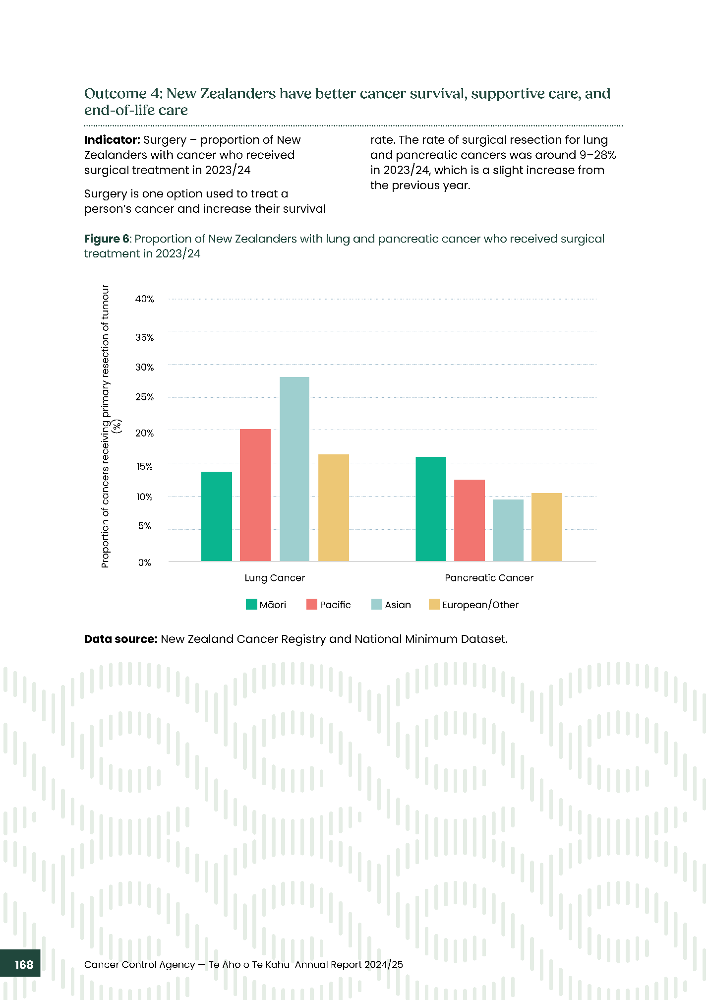 Outcome 4: New Zealanders have better cancer survival, supportive care, and
end-of-life care
Indicator: Surgery – proportion of New
Zealanders with cancer who received
surgical treatment in 2023/24
Surgery is one option used to treat a
person’s cancer and increase their survival
rate. The rate of surgical resection for lung
and pancreatic cancers was around 9–28%
in 2023/24, which is a slight increase from
the previous year.
Figure 6: Proportion of New Zealanders with lung and pancreatic cancer who received surgical
treatment in 2023/24
Proportion of cancers receiving primary resection of tumour
(%)
40%
35%
30%
25%
20%
15%
10%
5%
0%
Lung Cancer Pancreatic Cancer
Māori Pacific Asian European/Other
Data source: New Zealand Cancer Registry and National Minimum Dataset.
168 Cancer Control Agency — Te Aho o Te Kahu Annual Report 2024/25